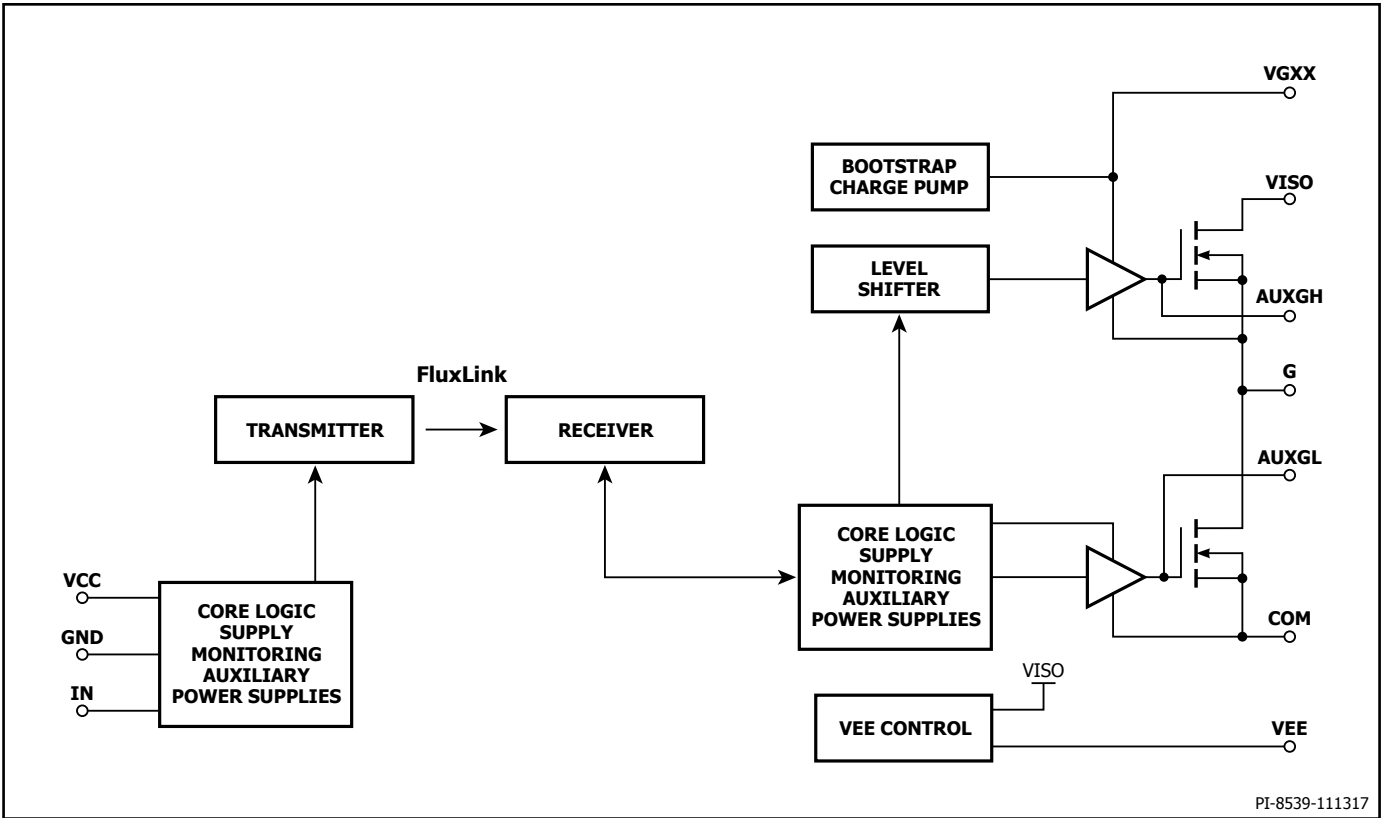 VGXX
BOOTSTRAP
CHARGE PUMP
VISO
LEVEL
SHIFTER
AUXGH
FluxLink
G
TRANSMITTER
RECEIVER
AUXGL
CORE LOGIC
SUPPLY
MONITORING
AUXILIARY
POWER SUPPLIES
VCC
GND
IN
CORE LOGIC
SUPPLY
MONITORING
AUXILIARY
POWER SUPPLIES
COM
VISO
VEE CONTROL
VEE
PI-8539-111317